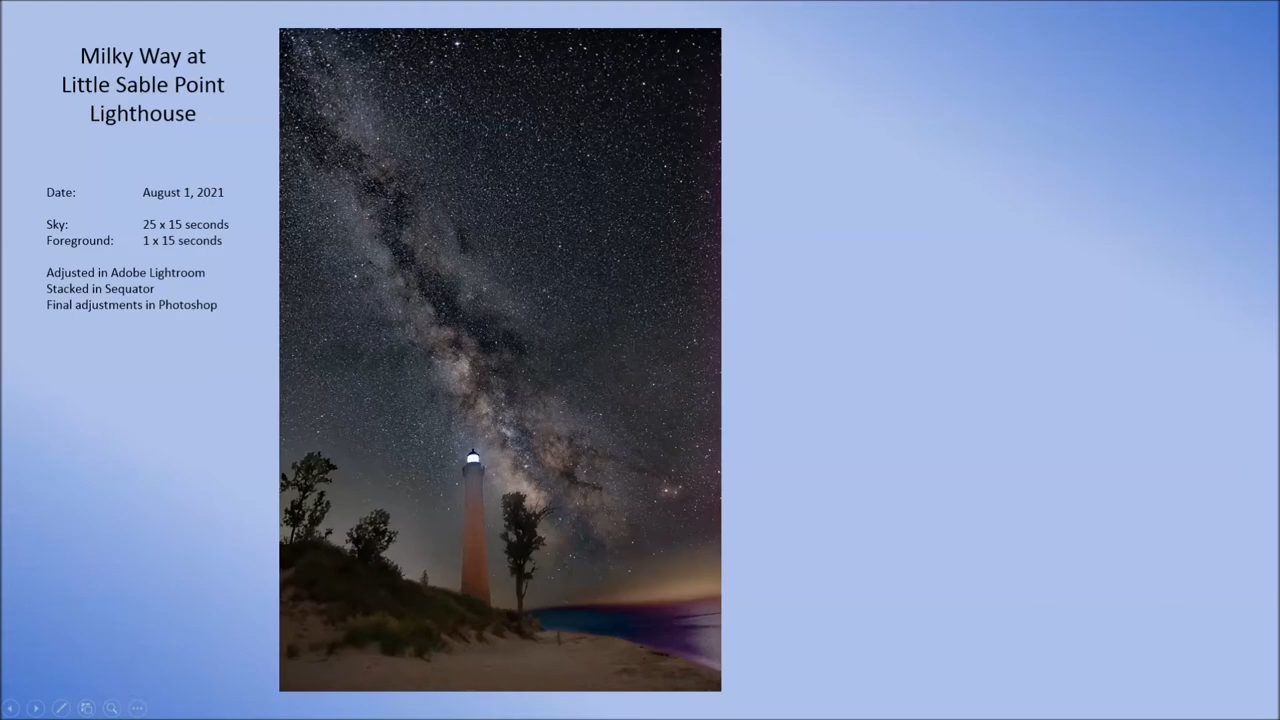 Milky Way at
Little Sable Point
Lighthouse
Date: August 1, 2021
Sky: 25 x 15 seconds
Foreground: 1 x 15 seconds
Adjusted in Adobe Lightroom
Stacked in Sequator
Final adjustments in Photoshop